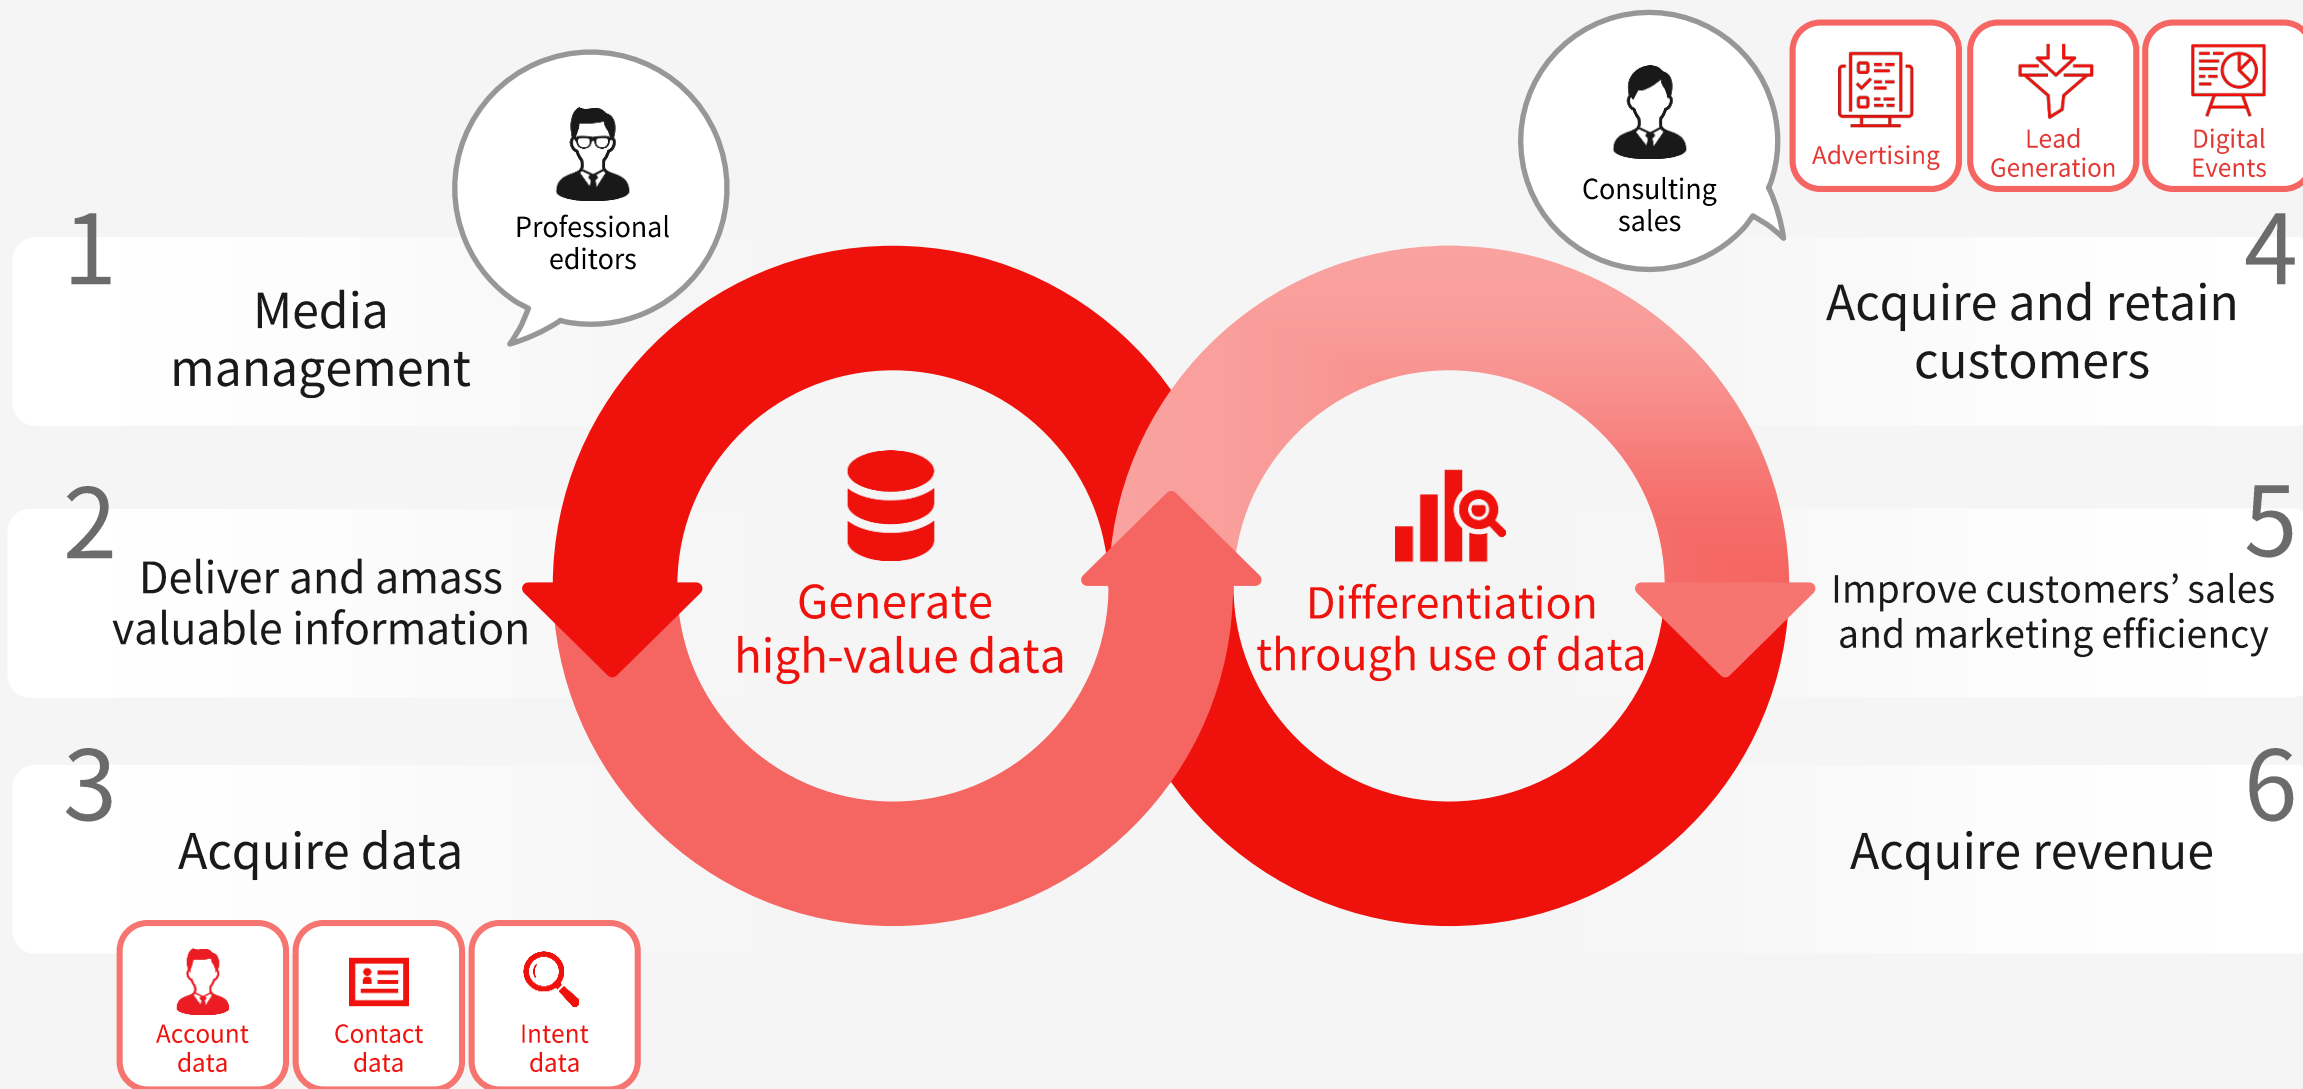 1
Media
management
Professional
editors
2
Deliver and amass
valuable information
3
Acquire data
Account
data
Contact
data
Intent
data
Generate
high-value data
Differentiation
through use of data
Consulting
sales
Advertising
Lead
Generation
Digital
Events
4
Acquire and retain
customers
5
Improve customers’ sales
and marketing efficiency
6
Acquire revenue